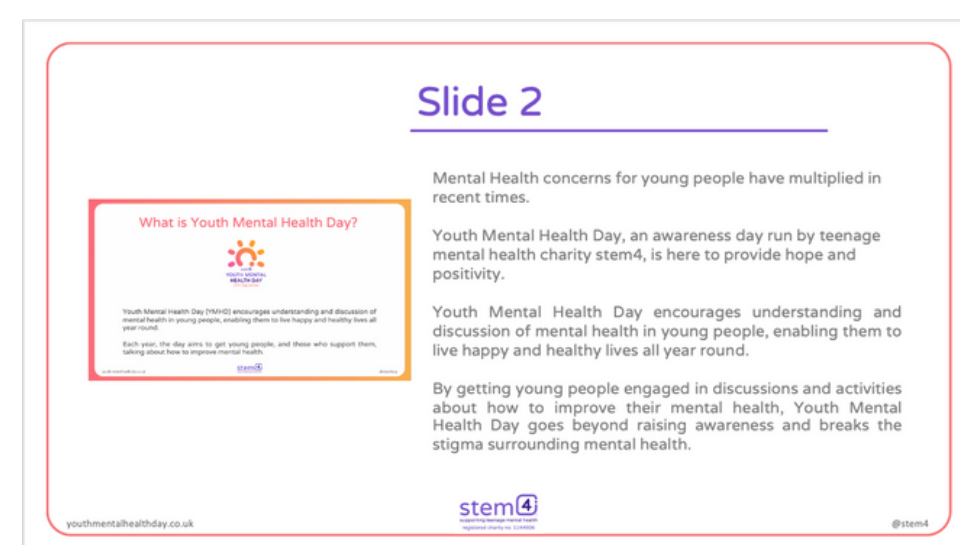 Slide 2
Mental Health concerns for young people have multiplied in
recent times.
Youth Mental Health Day, an awareness day run by teenage
mental health charity stem4, is here to provide hope and
positivity.
Youth Mental Health Day encourages understanding and
discussion of mental health in young people, enabling them to
live happy and healthy lives all year round.
By getting young people engaged in discussions and activities
about how to improve their mental health, Youth Mental
Health Day goes beyond raising awareness and breaks the
stigma surrounding mental health.
What is Youth Mental Health Day?
YOUTH MENTAL
HEALTH DAY
Youth Mental Health Day (YMHD) encourages understanding and discussion of
mental health in young people, enabling them to live happy and healthy lives all
year round.
Each year, the day aims to get young people, and those who support them,
talking about how to improve mental health.
stem4
youthmentalhealthday.co.uk
stem4
supporting teenage mental health
registered charity no. 1144506
@stem4